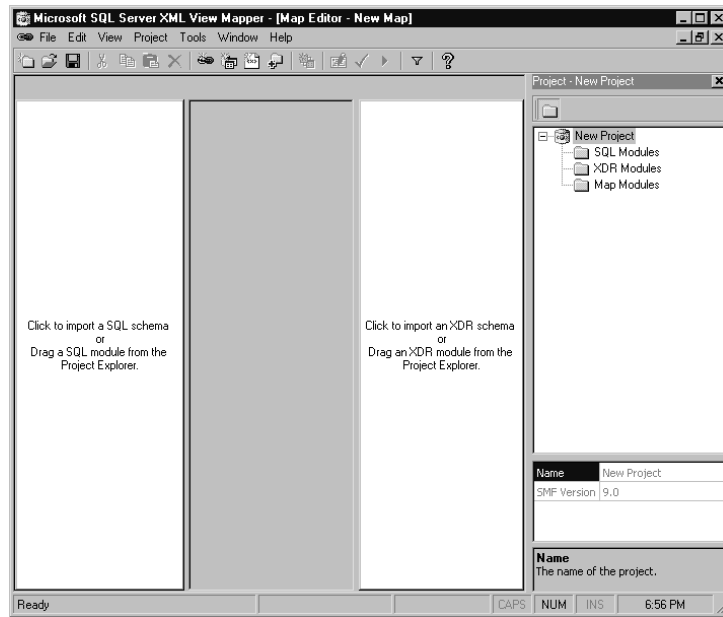 Microsoft SQL Server XML View Mapper - [Map Editor - New Map]
File Edit View Project Tools Window Help
Project - New Project
New Project
SQL Modules
XDR Modules
Map Modules
Click to import a SQL schema
or
Drag a SQL module from the
Project Explorer.
Click to import an XDR schema
or
Drag an XDR module from the
Project Explorer.
Name New Project
SMF Version 9.0
Name
The name of the project.
Ready CAPS NUM INS 6:56 PM